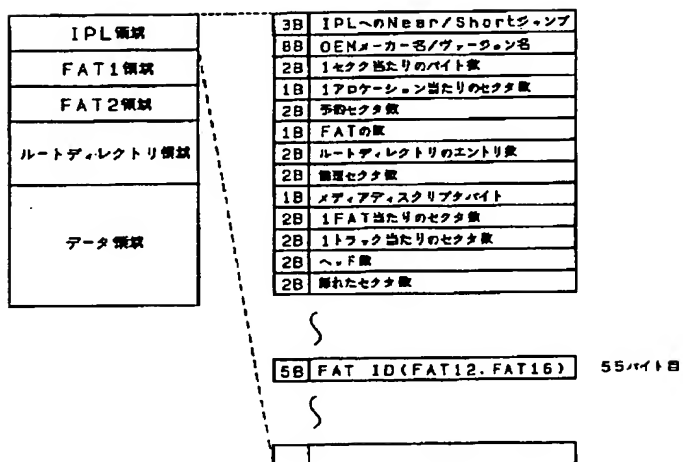 IPL領域
FAT1領域
FAT2領域
ルートディレクトリ領域
データ領域
3B IPLへのNear/Shortジャンプ
8B OEMメーカー名/ヴァージョン名
2B 1セクタ当たりのバイト数
1B 1アロケーション当たりのセクタ数
2B 予約セクタ数
1B FATの数
2B ルートディレクトリのエントリ数
2B 論理セクタ数
1B メディアディスクリプタバイト
2B 1FAT当たりのセクタ数
2B 1トラック当たりのセクタ数
2B ヘッド数
2B 隠れたセクタ数
5B FAT ID(FAT12.FAT16)
55バイト目